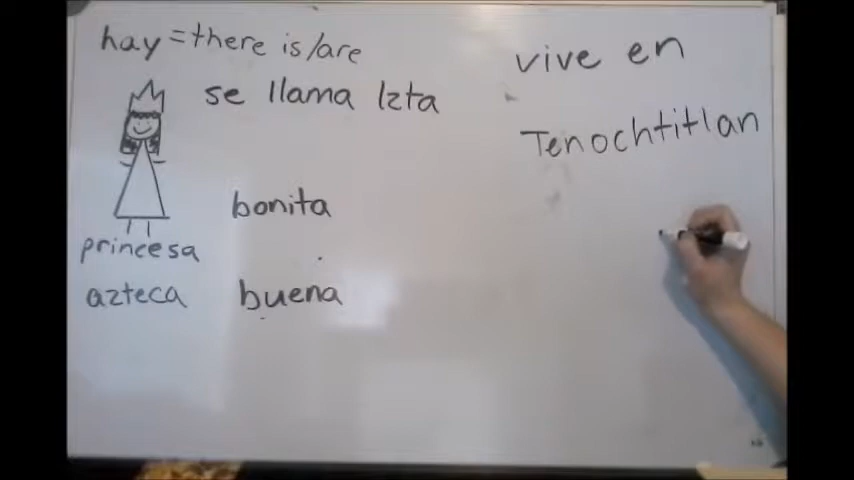 hay = there is/are
se llama Izta
princesa
azteca
bonita
buena
vive en
Tenochtitlan